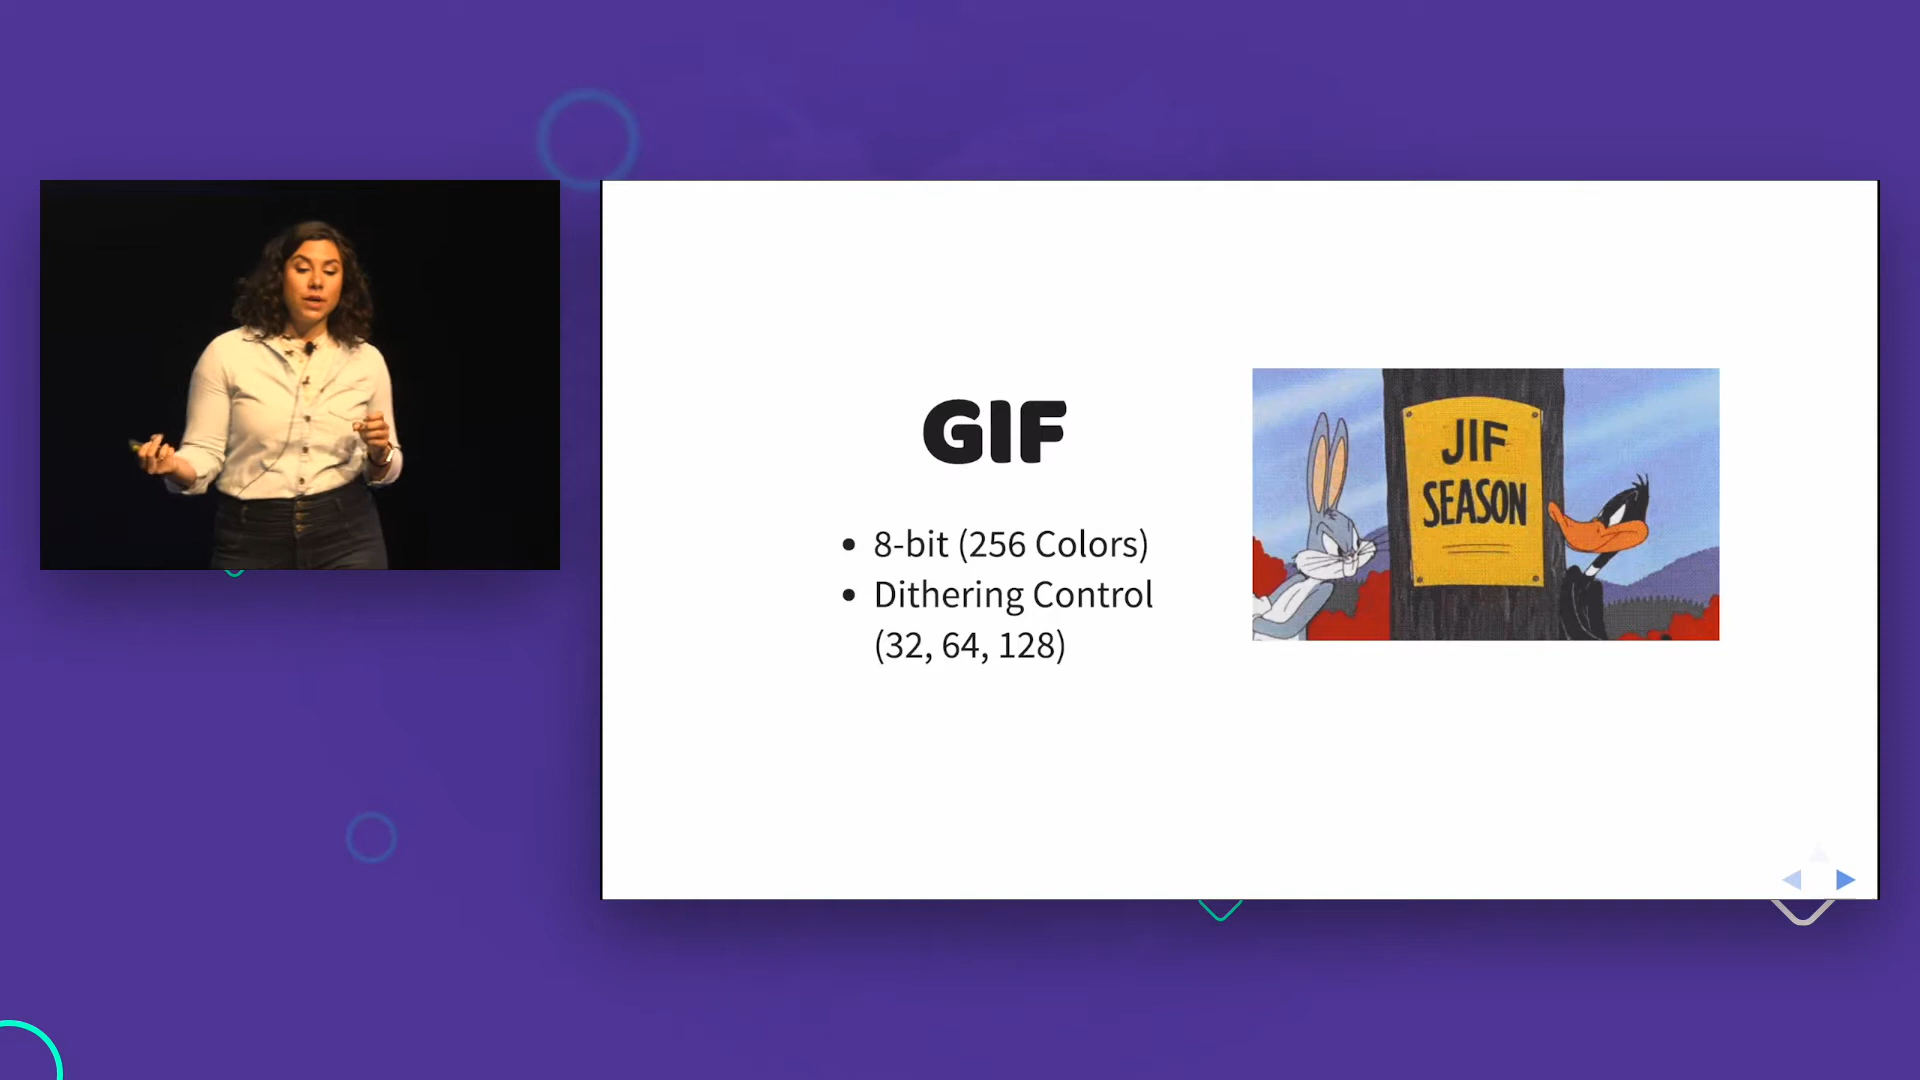 GIF
• 8-bit (256 Colors)
• Dithering Control
(32, 64, 128)
JIF
SEASON